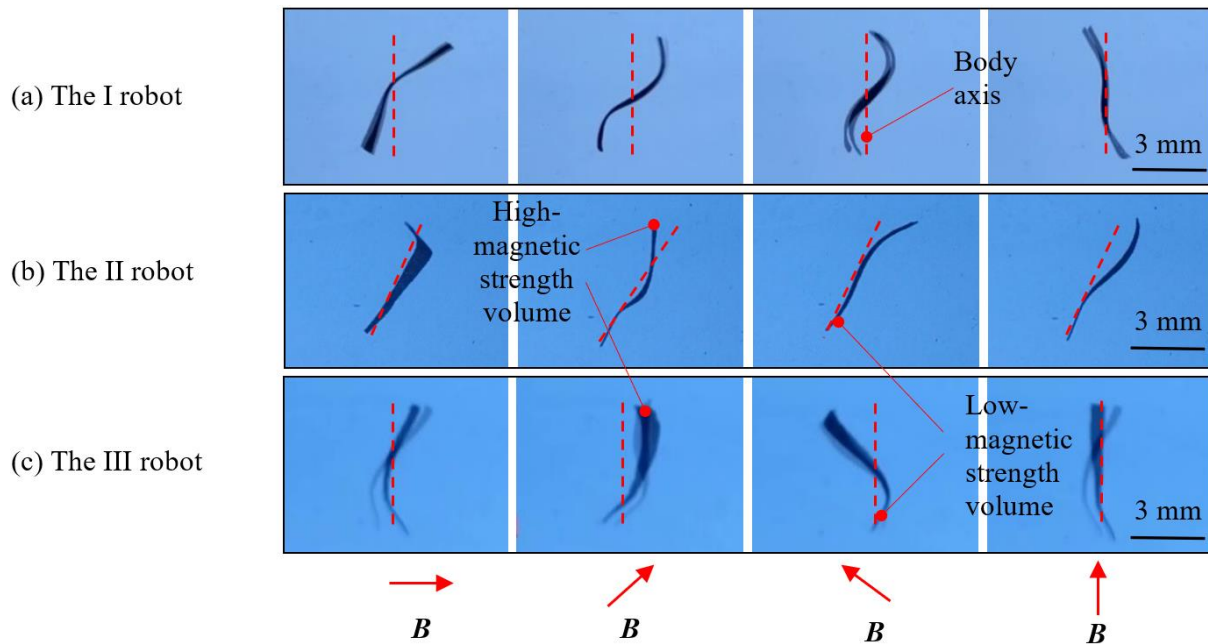 (a) The I robot
Body
axis
3 mm
(b) The II robot
High-
magnetic
strength
volume
3 mm
(c) The III robot
Low-
magnetic
strength
volume
3 mm
B
B
B
B